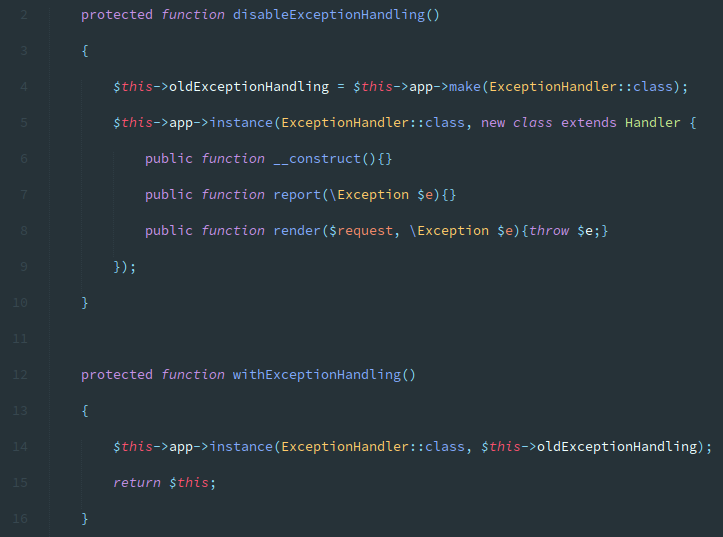 2 protected function disableExceptionHandling()
3 {
4 $this->oldExceptionHandling = $this->app->make(ExceptionHandler::class);
5 $this->app->instance(ExceptionHandler::class, new class extends Handler {
6 public function __construct(){}
7 public function report(\Exception $e){}
8 public function render($request, \Exception $e){throw $e;}
9 });
10 }
11
12 protected function withExceptionHandling()
13 {
14 $this->app->instance(ExceptionHandler::class, $this->oldExceptionHandling);
15 return $this;
16 }